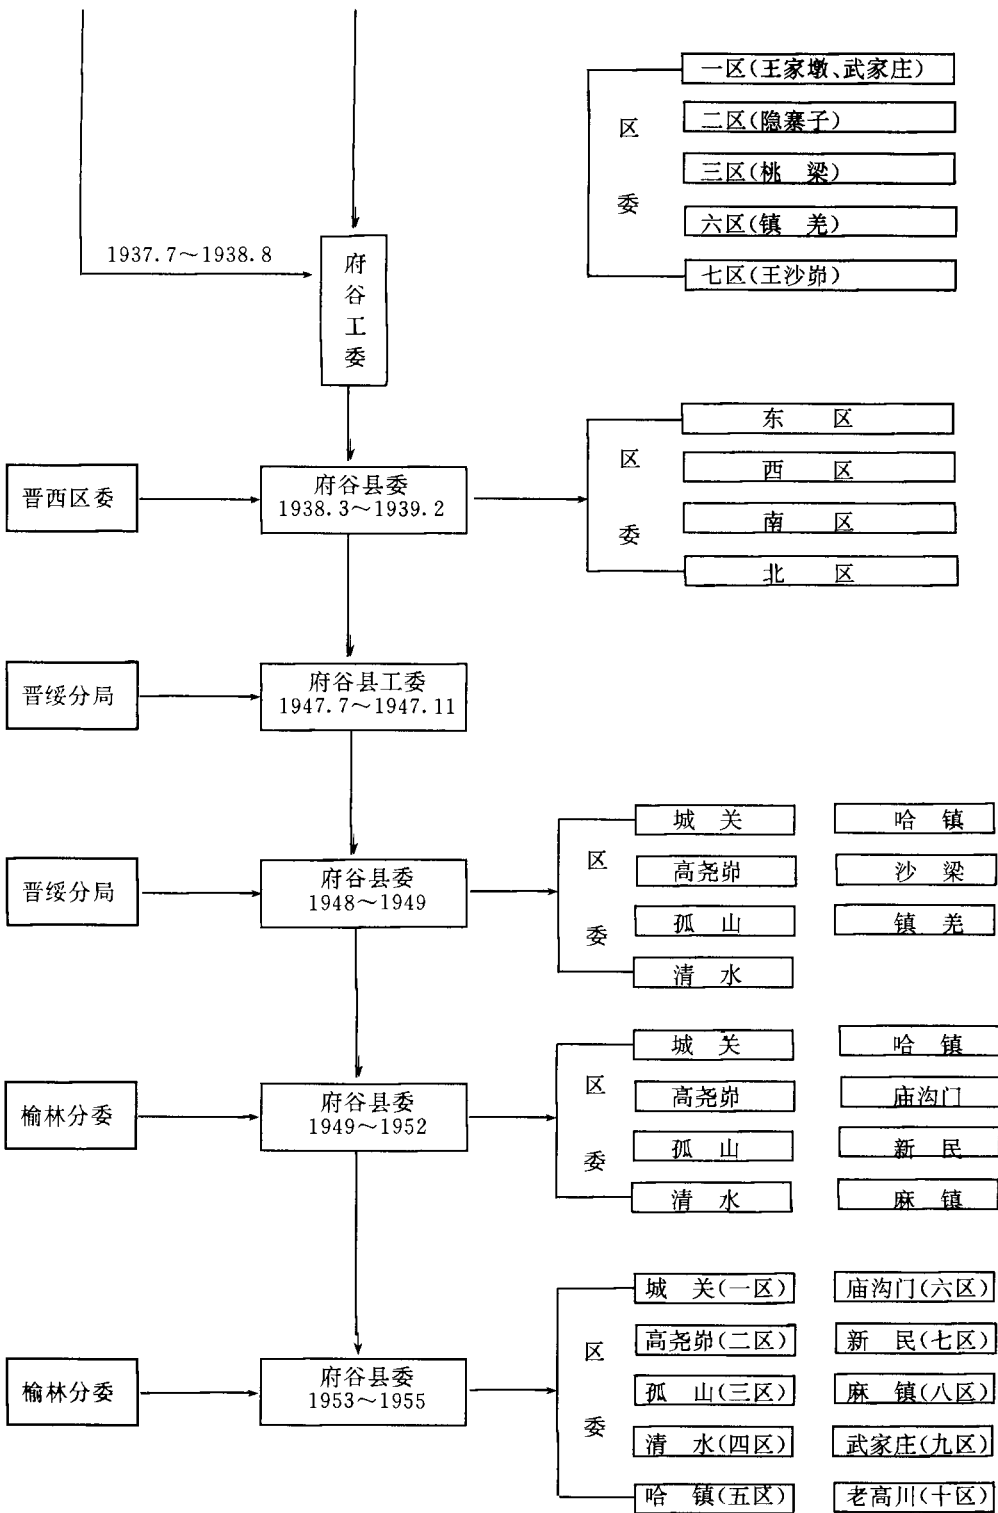 区委
一区(王家墩、武家庄)
二区(隐寨子)
三区(桃 梁)
六区(镇 羌)
七区(王沙峁)
1937.7～1938.8
府谷工委
晋西区委
府谷县委
1938.3～1939.2
区委
东 区
西 区
南 区
北 区
晋绥分局
府谷县工委
1947.7～1947.11
晋绥分局
府谷县委
1948～1949
区委
城 关
哈 镇
高尧峁
沙 梁
孤 山
镇 羌
清 水
榆林分委
府谷县委
1949～1952
区委
城 关
哈 镇
高尧峁
庙沟门
孤 山
新 民
清 水
麻 镇
榆林分委
府谷县委
1953～1955
区委
城 关(一区)
庙沟门(六区)
高尧峁(二区)
新 民(七区)
孤 山(三区)
麻 镇(八区)
清 水(四区)
武家庄(九区)
哈 镇(五区)
老高川(十区)